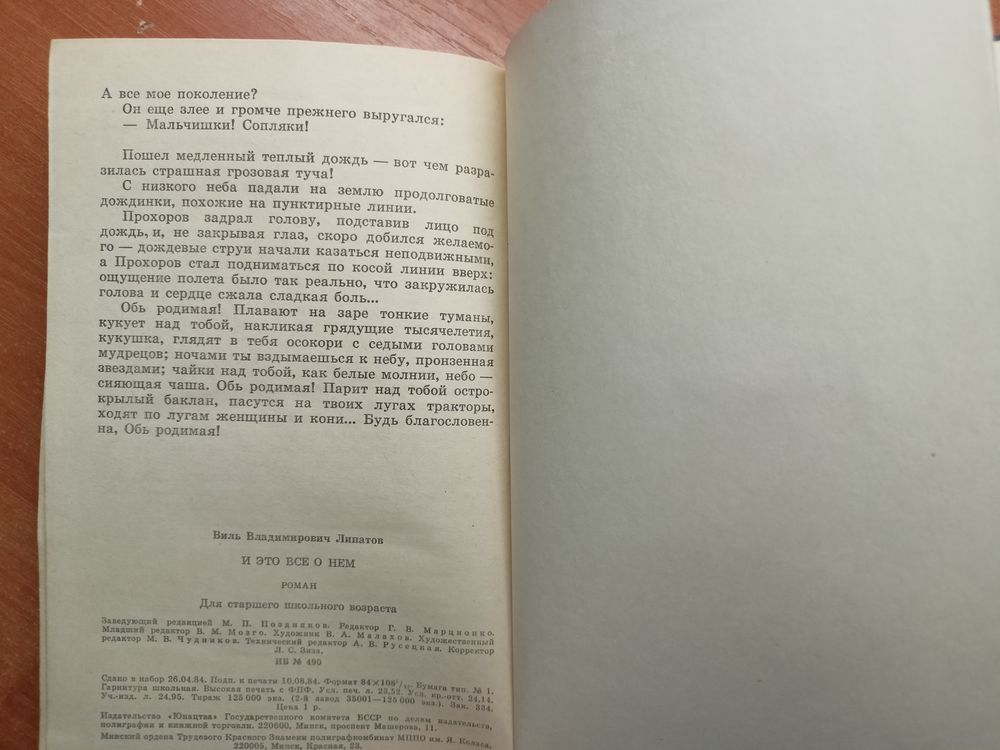 А все мое поколение?
Он еще злее и громче прежнего выругался:
— Мальчишки! Сопляки!
Пошел медленный теплый дождь — вот чем разра-
зилась страшная грозовая туча!
С низкого неба падали на землю продолговатые
дождинки, похожие на пунктирные линии.
Прохоров задрал голову, подставив лицо под
дождь, и, не закрывая глаз, скоро добился желаемо-
го — дождевые струи начали казаться неподвижными,
а Прохоров стал подниматься по косой линии вверх:
ощущение полета было так реально, что закружилась
голова и сердце сжала сладкая боль...
Обь родимая! Плавают на заре тонкие туманы,
кукует над тобой, накликая грядущие тысячелетия,
кукушка, глядят в тебя осокори с седыми головами
мудрецов; ночами ты вздымаешься к небу, пронзенная
звездами; чайки над тобой, как белые молнии, небо —
сияющая чаша. Обь родимая! Парит над тобой остро-
крылый баклан, пасутся на твоих лугах тракторы,
ходят по лугам женщины и кони... Будь благословен-
на, Обь родимая!
Виль Владимирович Липатов
И ЭТО ВСЕ О НЕМ
РОМАН
Для старшего школьного возраста
Заведующий редакцией М. П. Поздняков. Редактор Г. В. Марционко.
Младший редактор В. М. Мозго. Художник В. А. Малахов. Художественный
редактор М. В. Чудников. Технический редактор А. В. Русецкая. Корректор
Л. С. Зиза.
ИБ № 490
Сдано в набор 26.04.84. Подп. к печати 10.08.84. Формат 84×108¹/₃₂. Бумага тип. № 1.
Гарнитура школьная. Высокая печать с ФПФ. Усл. печ. л. 23,52. Усл. кр.-отт. 24,14.
Уч.-изд. л. 24,95. Тираж 125 000 экз. (2-й завод 35001—125 000 экз.). Зак. 334.
Цена 1 р.
Издательство «Юнацтва» Государственного комитета БССР по делам издательств,
полиграфии и книжной торговли. 220600, Минск, проспект Машерова, 11.
Минский ордена Трудового Красного Знамени полиграфкомбинат МППО им. Я. Коласа.
220005, Минск, Красная, 23.